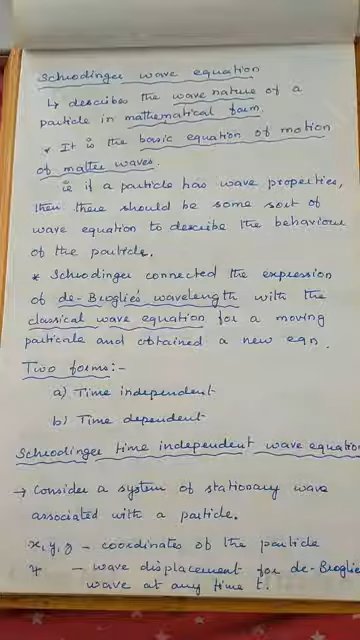 Schrodinger wave equation
↳ describes the wave nature of a
particle in mathematical form.
* It is the basic equation of motion
of matter waves.
ie if a particle has wave properties,
then there should be some sort of
wave equation to describe the behaviour
of the particle.
* Schrodinger connected the expression
of de-Broglie's wavelength with the
classical wave equation for a moving
particle and obtained a new eqn.
Two forms:-
a) Time independent
b) Time dependent
Schrodinger time independent wave equation
→ Consider a system of stationary wave
associated with a particle.
x, y, z - coordinates of the particle
ψ - wave displacement for de-Broglie
wave at any time t.